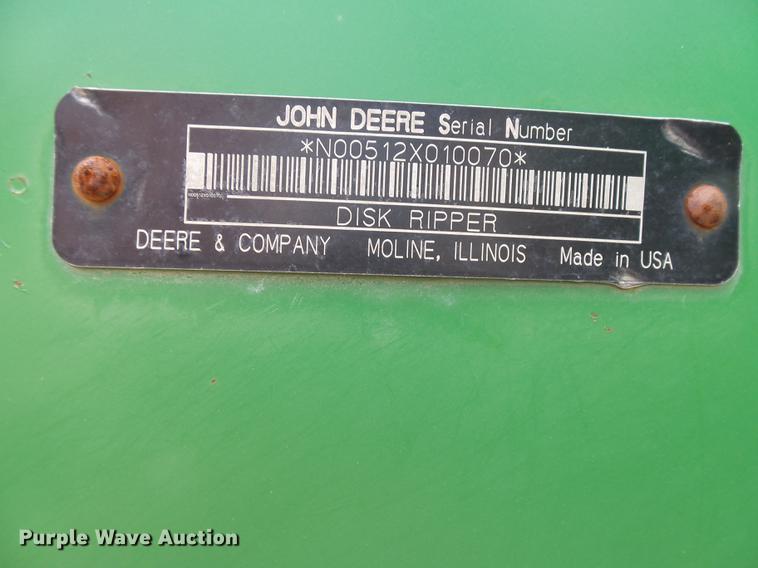 JOHN DEERE Serial Number
*N00512X010070*
DISK RIPPER
DEERE & COMPANY MOLINE, ILLINOIS Made in USA
Purple Wave Auction